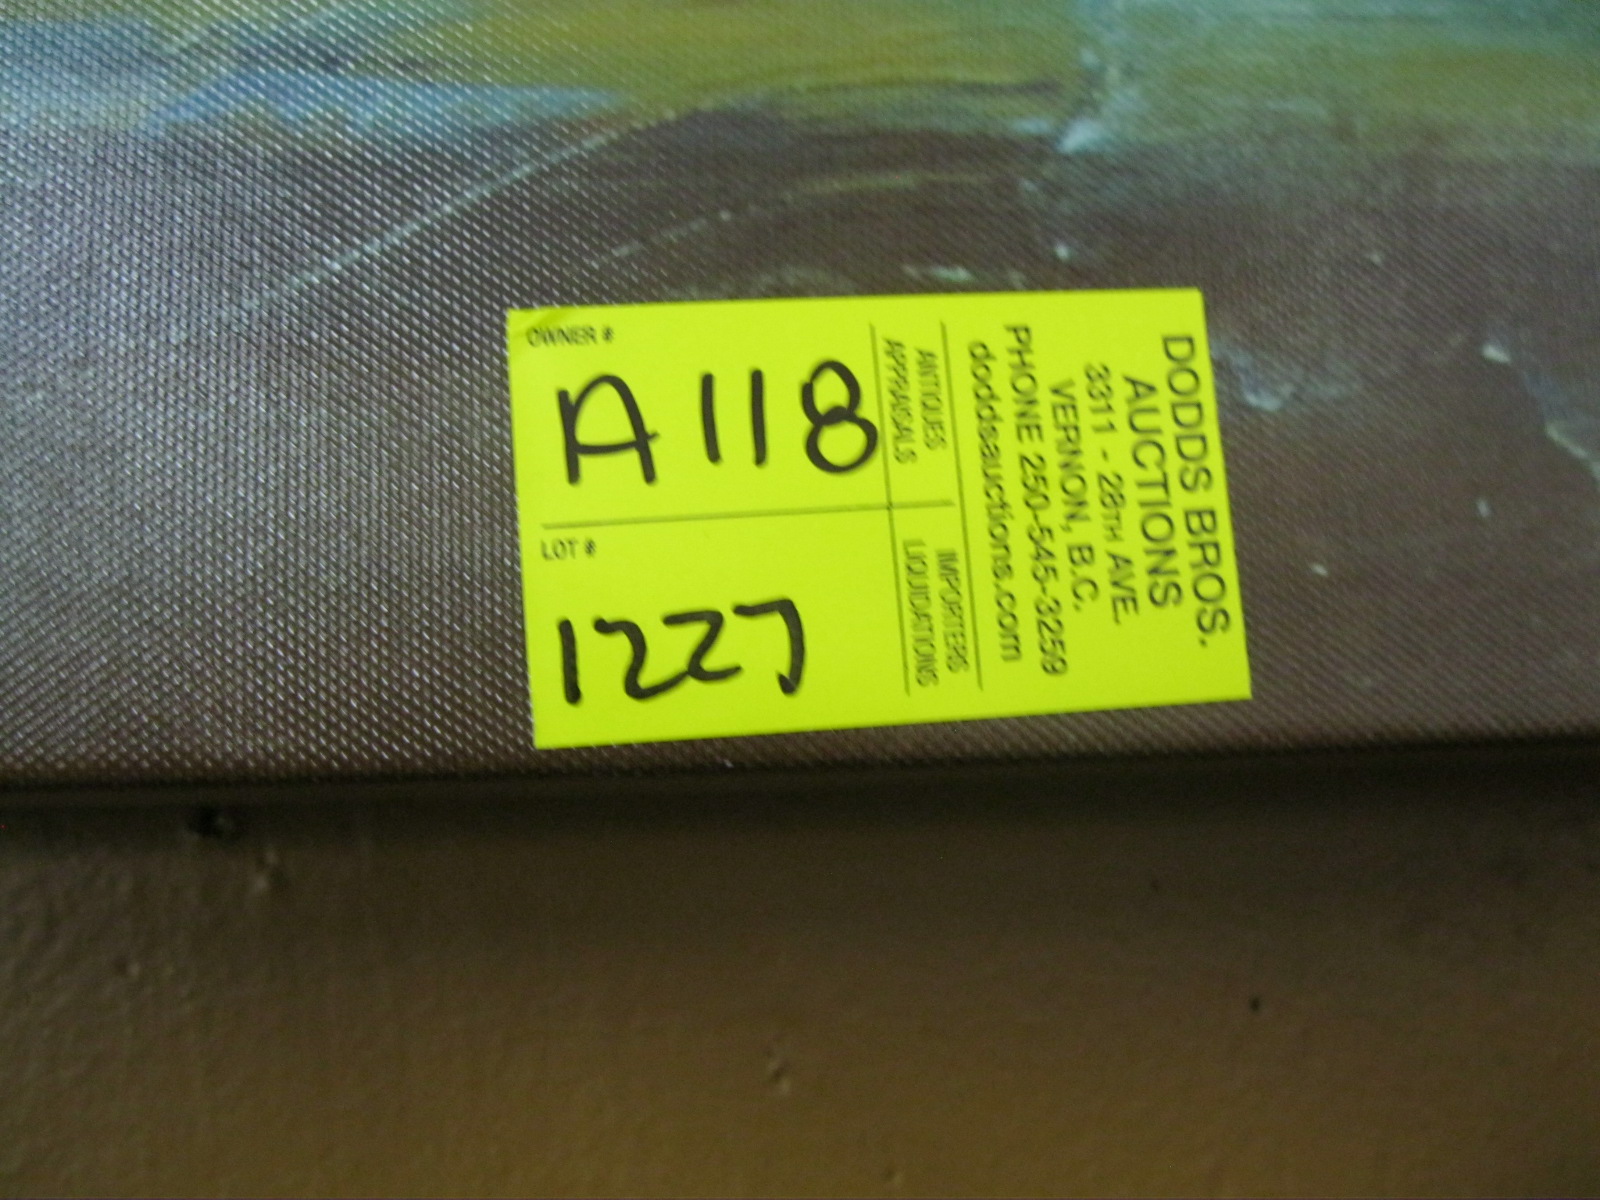 OWNER #
A 118
LOT #
1227
DODDS BROS.
AUCTIONS
3311 - 28TH AVE.
VERNON, B.C.
PHONE 250-545-3259
doddsauctions.com
ANTIQUES
APPRAISALS
IMPORTERS
LIQUIDATIONS